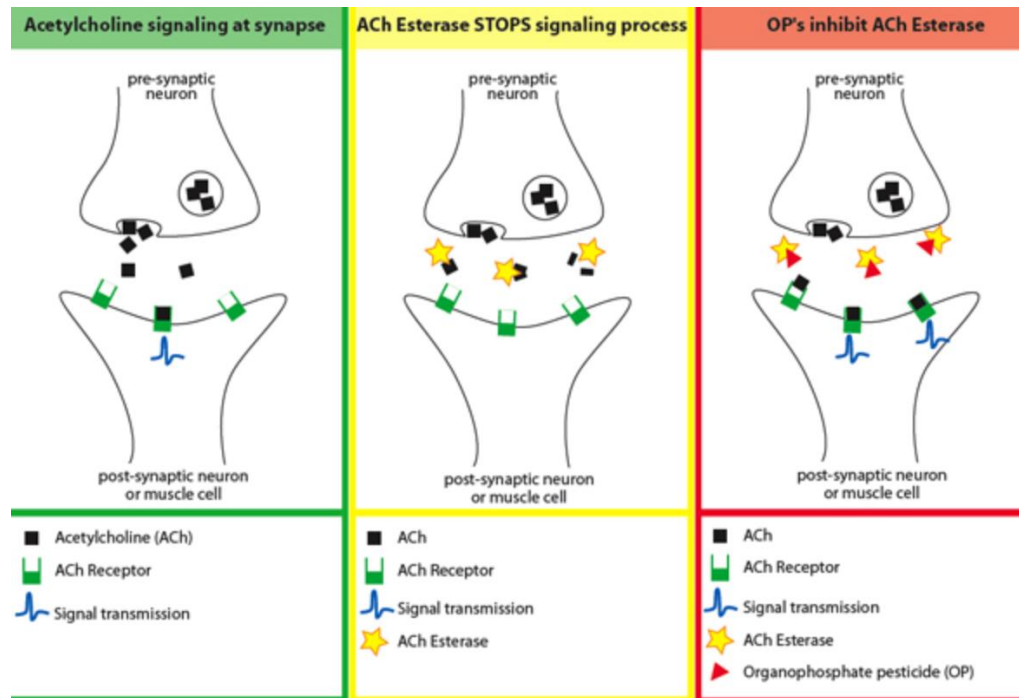 Acetylcholine signaling at synapse
pre-synaptic
neuron
post-synaptic neuron
or muscle cell
Acetylcholine (ACh)
ACh Receptor
Signal transmission
ACh Esterase STOPS signaling process
pre-synaptic
neuron
post-synaptic neuron
or muscle cell
ACh
ACh Receptor
Signal transmission
ACh Esterase
OP's inhibit ACh Esterase
pre-synaptic
neuron
post-synaptic neuron
or muscle cell
ACh
ACh Receptor
Signal transmission
ACh Esterase
Organophosphate pesticide (OP)